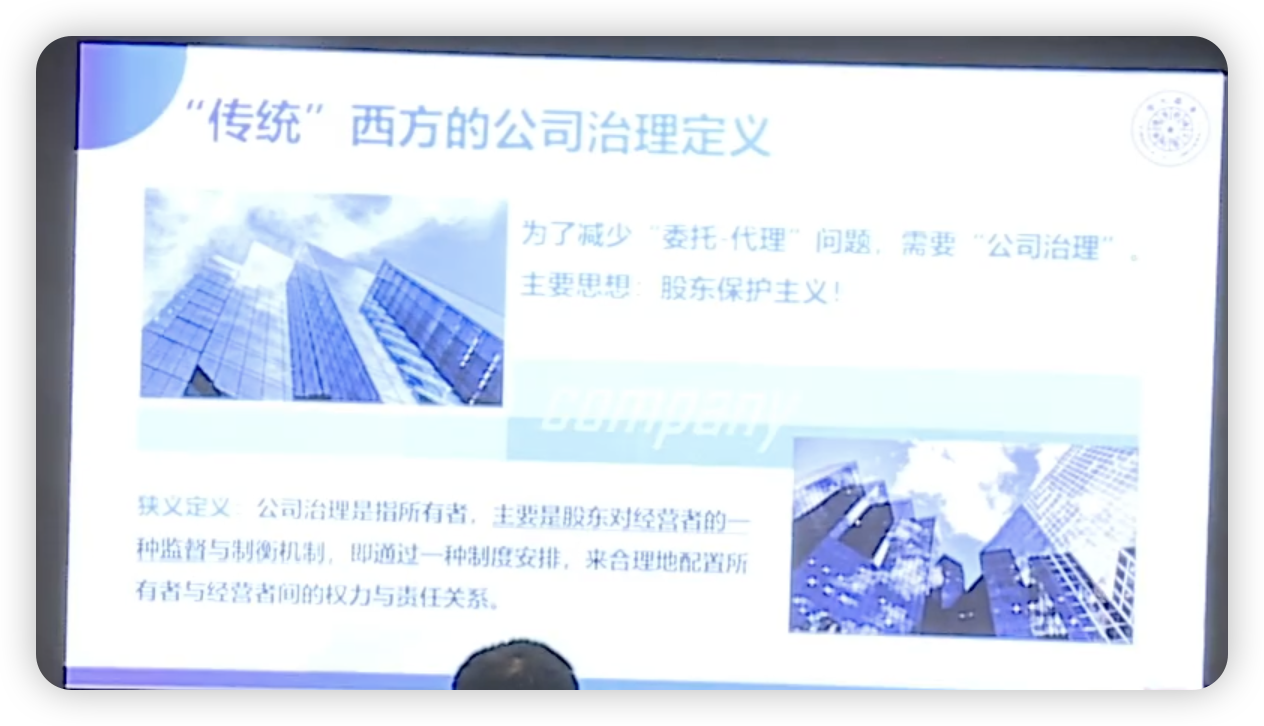 “传统”西方的公司治理定义
为了减少“委托-代理”问题，需要“公司治理”。
主要思想：股东保护主义！
company
狭义定义：公司治理是指所有者，主要是股东对经营者的一
种监督与制衡机制，即通过一种制度安排，来合理地配置所
有者与经营者间的权力与责任关系。